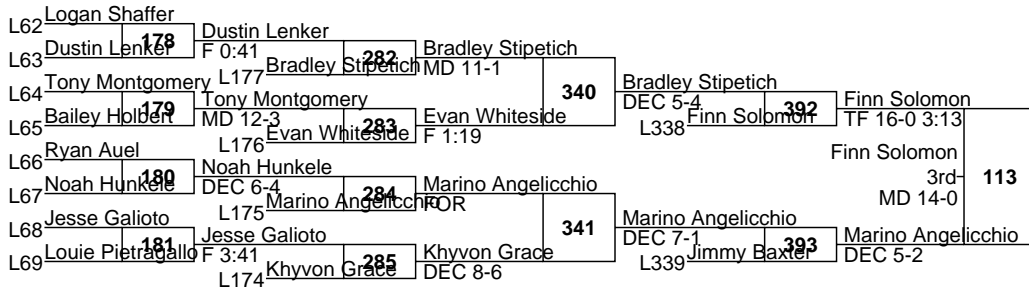 L62 Logan Shaffer
178
L63 Dustin Lenker
Dustin Lenker
F 0:41
282
L177 Bradley Stipetich
Bradley Stipetich
MD 11-1
L64 Tony Montgomery
179
L65 Bailey Holbert
Tony Montgomery
MD 12-3
283
L176 Evan Whiteside
Evan Whiteside
F 1:19
340
Bradley Stipetich
DEC 5-4
392
L338 Finn Solomon
Finn Solomon
TF 16-0 3:13
L66 Ryan Auel
180
L67 Noah Hunkele
Noah Hunkele
DEC 6-4
284
L175 Marino Angelicchio
Marino Angelicchio
FOR
L68 Jesse Galioto
181
L69 Louie Pietragallo
Jesse Galioto
F 3:41
285
L174 Khyvon Grace
Khyvon Grace
DEC 8-6
341
Marino Angelicchio
DEC 7-1
393
L339 Jimmy Baxter
Marino Angelicchio
DEC 5-2
Finn Solomon
3rd
MD 14-0
113